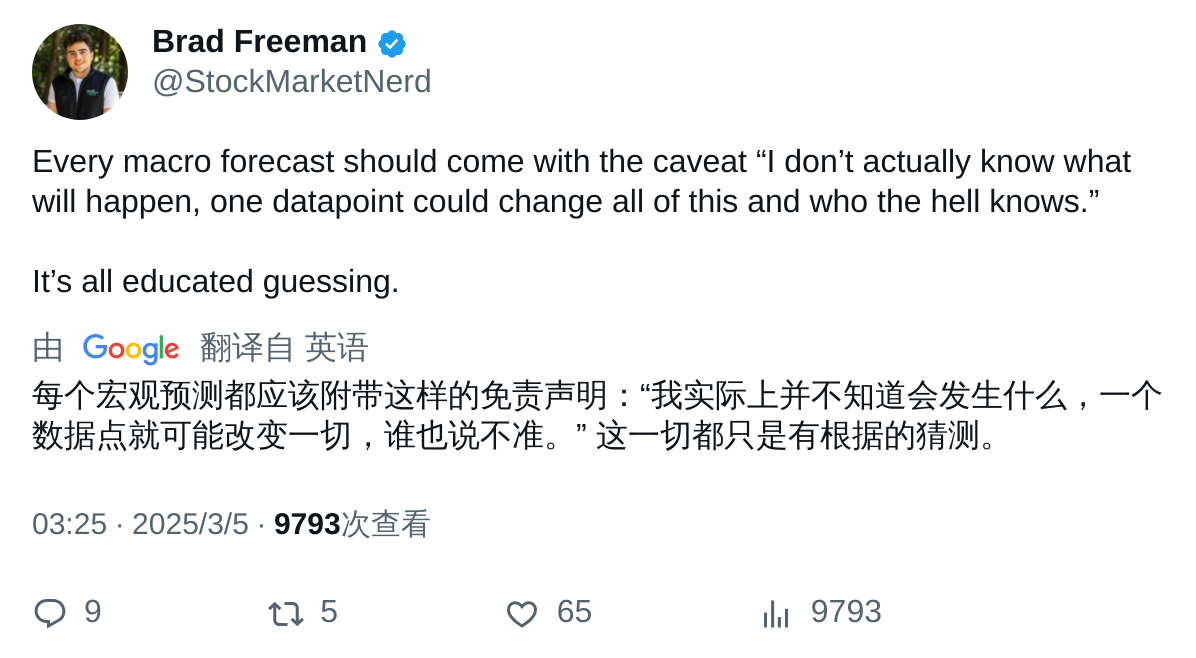 Brad Freeman
@StockMarketNerd
Every macro forecast should come with the caveat “I don’t actually know what
will happen, one datapoint could change all of this and who the hell knows.”
It’s all educated guessing.
由 Google 翻译自 英语
每个宏观预测都应该附带这样的免责声明：“我实际上并不知道会发生什么，一个
数据点就可能改变一切，谁也说不准。” 这一切都只是有根据的猜测。
03:25 · 2025/3/5 · 9793次查看
9 5 65 9793